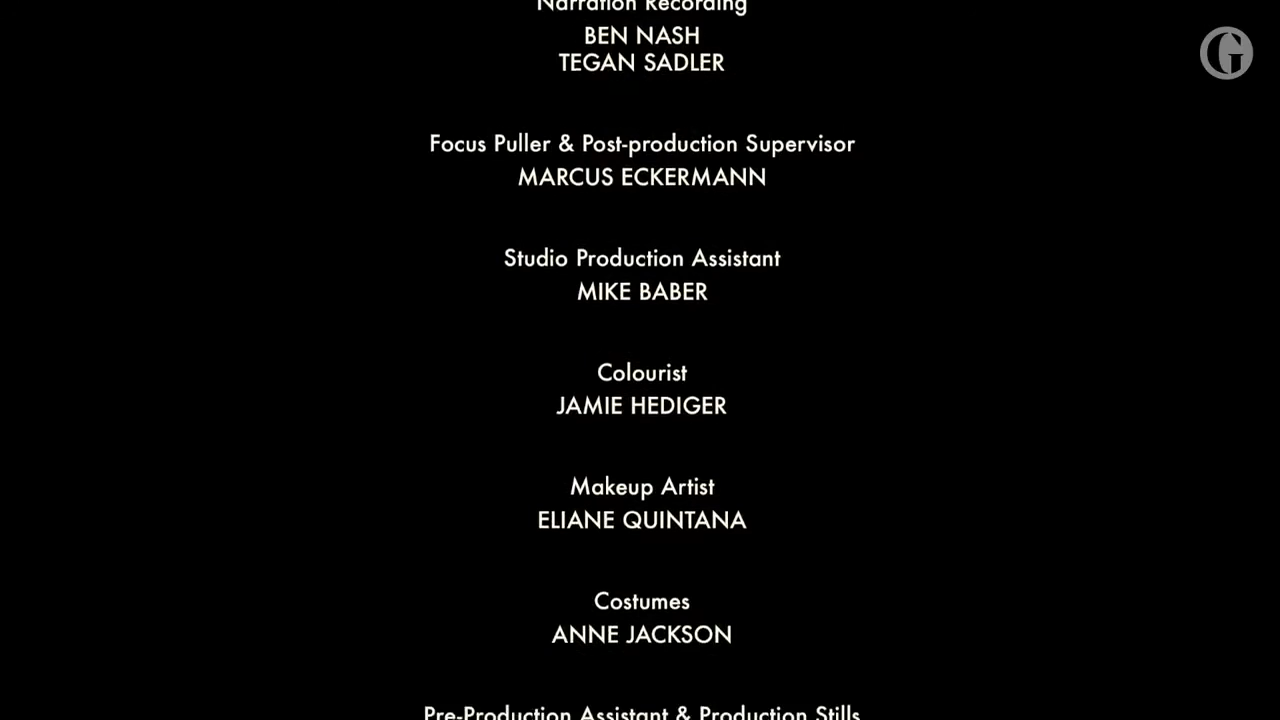 Narration Recording
BEN NASH
TEGAN SADLER
Focus Puller & Post-production Supervisor
MARCUS ECKERMANN
Studio Production Assistant
MIKE BABER
Colourist
JAMIE HEDIGER
Makeup Artist
ELIANE QUINTANA
Costumes
ANNE JACKSON
Pre-Production Assistant & Production Stills
G